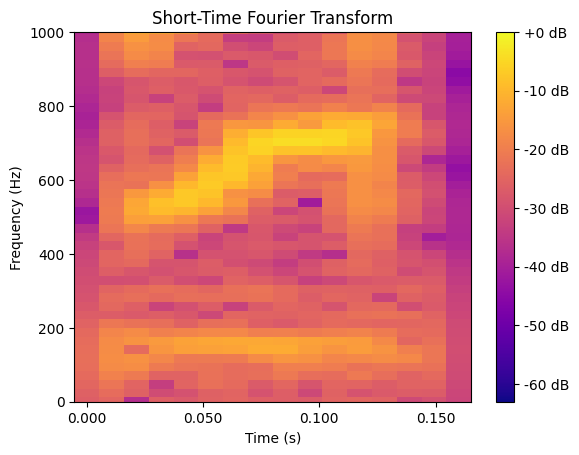 Short-Time Fourier Transform
1000
800
600
400
200
0
Frequency (Hz)
0.000
0.050
0.100
0.150
Time (s)
+0 dB
-10 dB
-20 dB
-30 dB
-40 dB
-50 dB
-60 dB